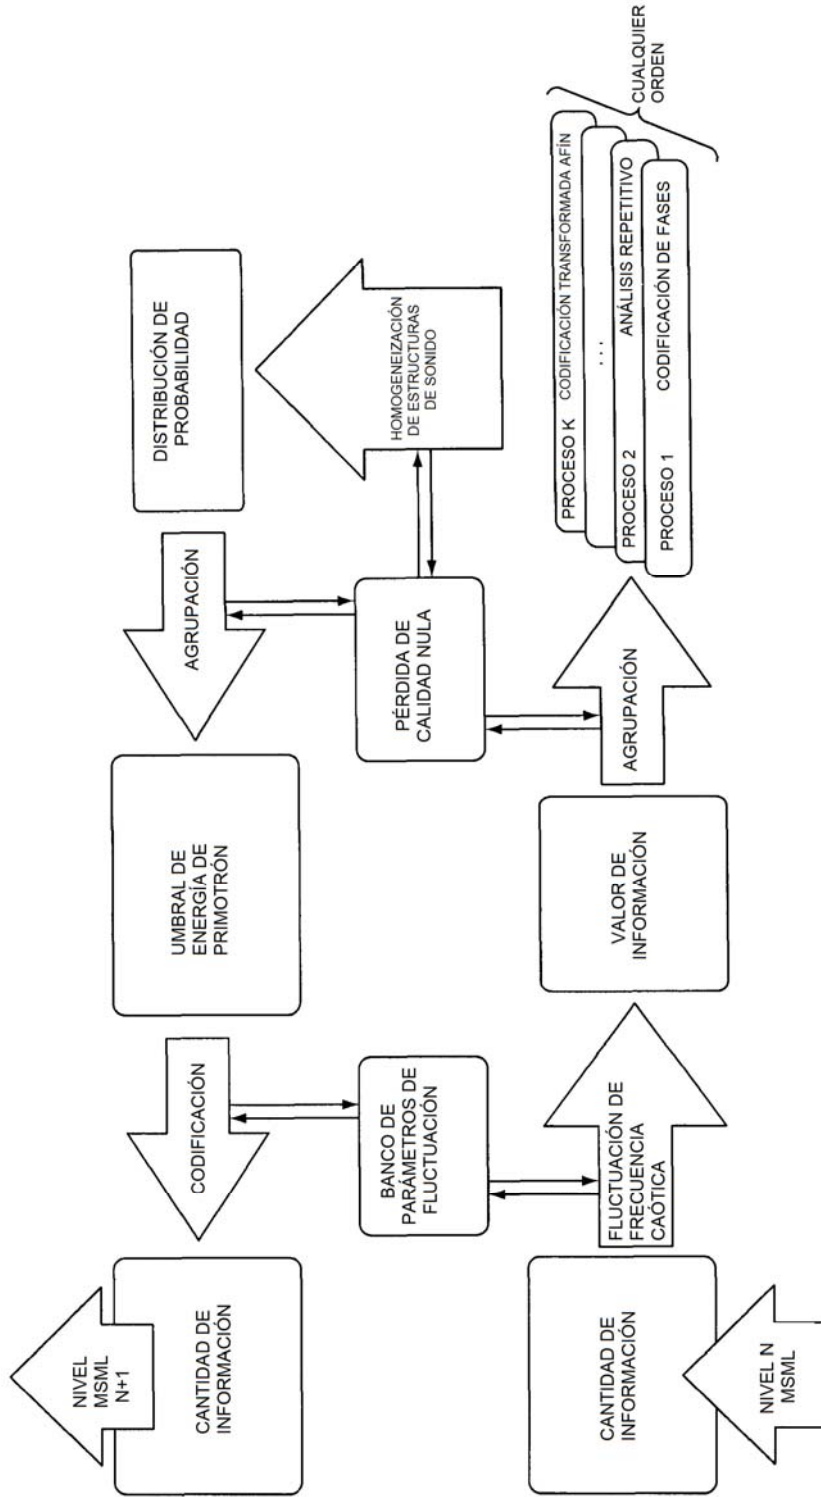 NIVEL
MSML
N+1
CANTIDAD DE
INFORMACIÓN
CODIFICACIÓN
UMBRAL DE
ENERGÍA DE
PRIMOTRÓN
AGRUPACIÓN
DISTRIBUCIÓN DE
PROBABILIDAD
BANCO DE
PARÁMETROS DE
FLUCTUACIÓN
PÉRDIDA DE
CALIDAD NULA
HOMOGENEIZACIÓN
DE ESTRUCTURAS
DE SONIDO
NIVEL N
MSML
CANTIDAD DE
INFORMACIÓN
FLUCTUACIÓN DE
FRECUENCIA
CAÓTICA
VALOR DE
INFORMACIÓN
AGRUPACIÓN
PROCESO K CODIFICACIÓN TRANSFORMADA AFÍN
. . .
PROCESO 2 ANÁLISIS REPETITIVO
PROCESO 1 CODIFICACIÓN DE FASES
CUALQUIER
ORDEN